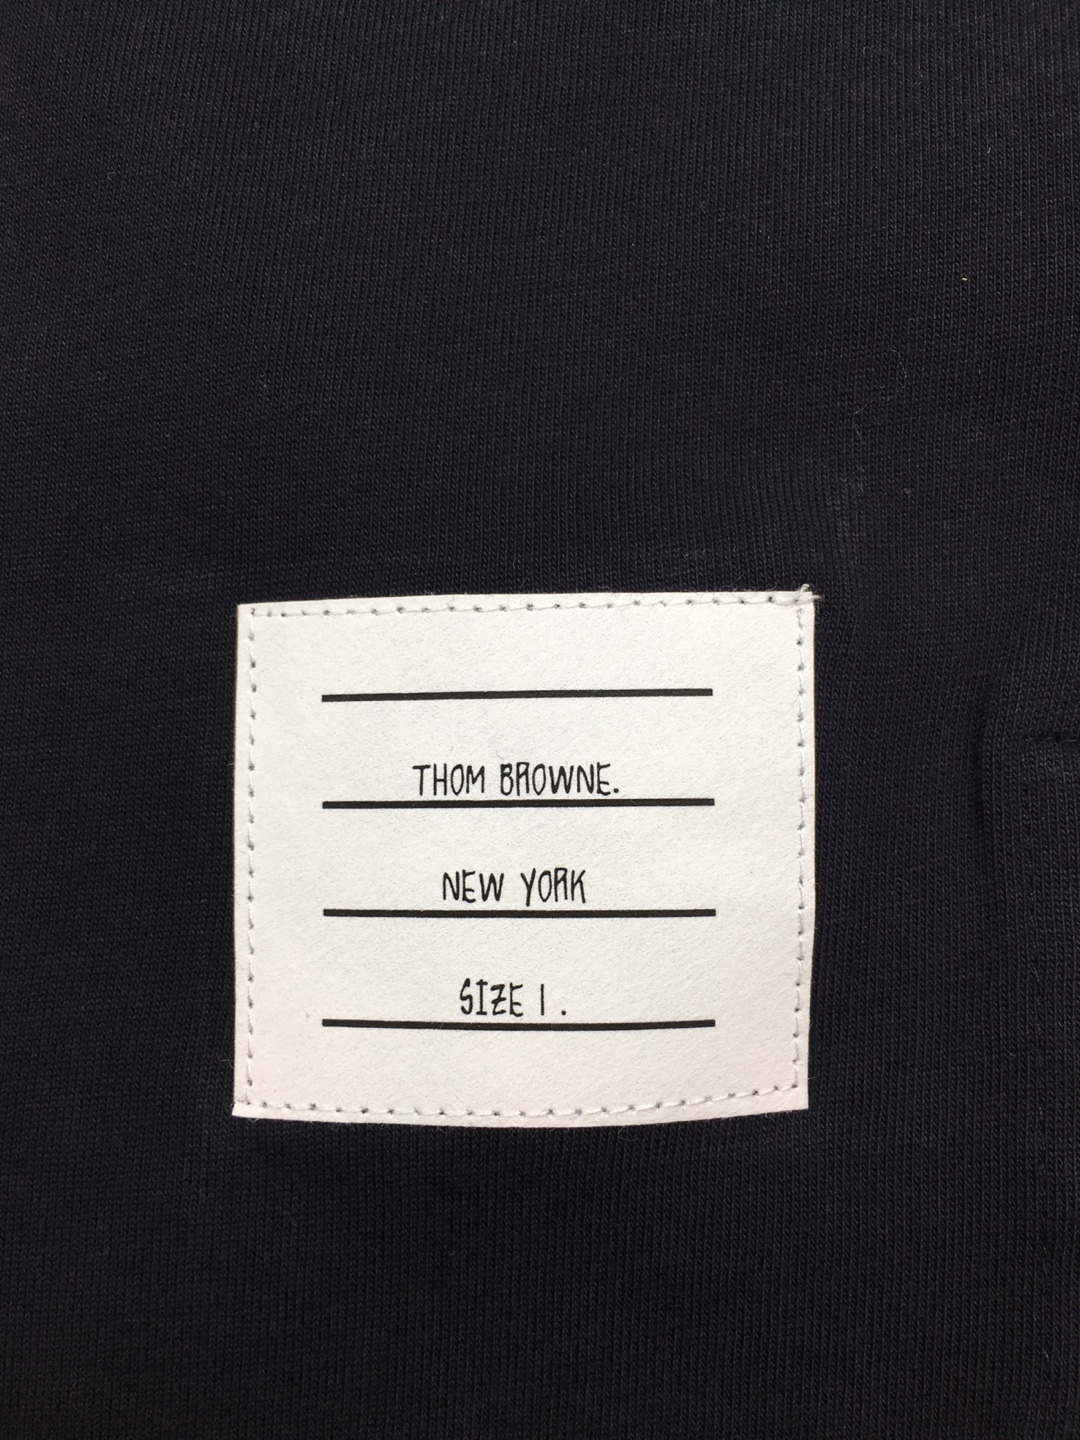 THOM BROWNE.
NEW YORK
SIZE 1 .